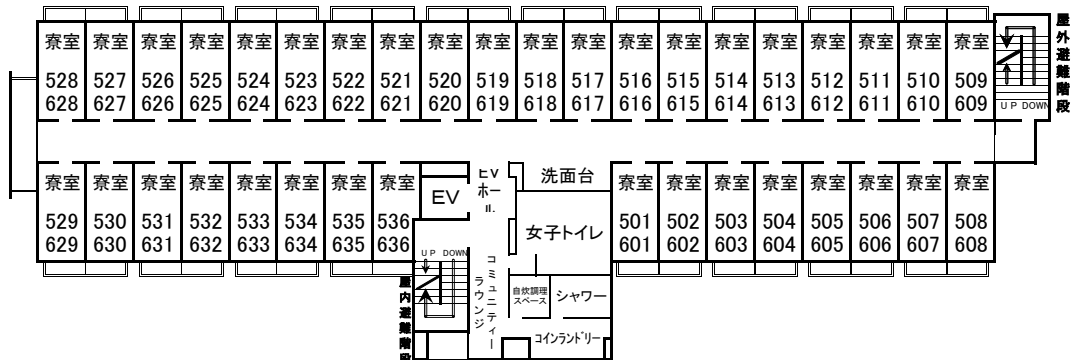 寮室 寮室 寮室 寮室 寮室 寮室 寮室 寮室 寮室 寮室 寮室 寮室 寮室 寮室 寮室 寮室 寮室 寮室 寮室 寮室
528 527 526 525 524 523 522 521 520 519 518 517 516 515 514 513 512 511 510 509
628 627 626 625 624 623 622 621 620 619 618 617 616 615 614 613 612 611 610 609
屋外避難階段
UP DOWN
寮室 寮室 寮室 寮室 寮室 寮室 寮室 寮室
529 530 531 532 533 534 535 536
629 630 631 632 633 634 635 636
EV
EVホール
洗面台
女子トイレ
寮室 寮室 寮室 寮室 寮室 寮室 寮室 寮室
501 502 503 504 505 506 507 508
601 602 603 604 605 606 607 608
UP DOWN
屋内避難階段
コミュニティー
ラウンジ
自炊調理
スペース
シャワー
コインランドリー